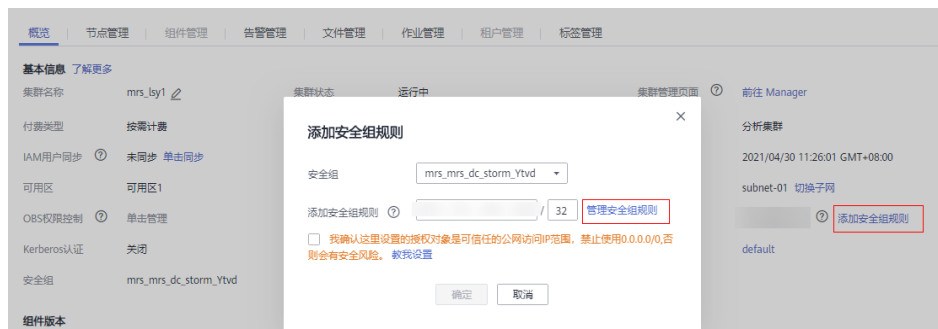 概览 节点管理 组件管理 告警管理 文件管理 作业管理 租户管理 标签管理
基本信息 了解更多
集群名称 mrs_lsy1 集群状态 运行中 集群管理页面 ? 前往 Manager
付费类型 按需计费 分析集群
IAM用户同步 ? 未同步 单击同步 2021/04/30 11:26:01 GMT+08:00
可用区 可用区1 subnet-01 切换子网
OBS权限控制 ? 单击管理 ? 添加安全组规则
Kerberos认证 关闭 default
安全组 mrs_mrs_dc_storm_Ytvd
组件版本
添加安全组规则
安全组 mrs_mrs_dc_storm_Ytvd
添加安全组规则 ? / 32 管理安全组规则
我确认这里设置的授权对象是可信任的公网访问IP范围，禁止使用0.0.0.0/0,否
则会有安全风险。 教我设置
确定 取消